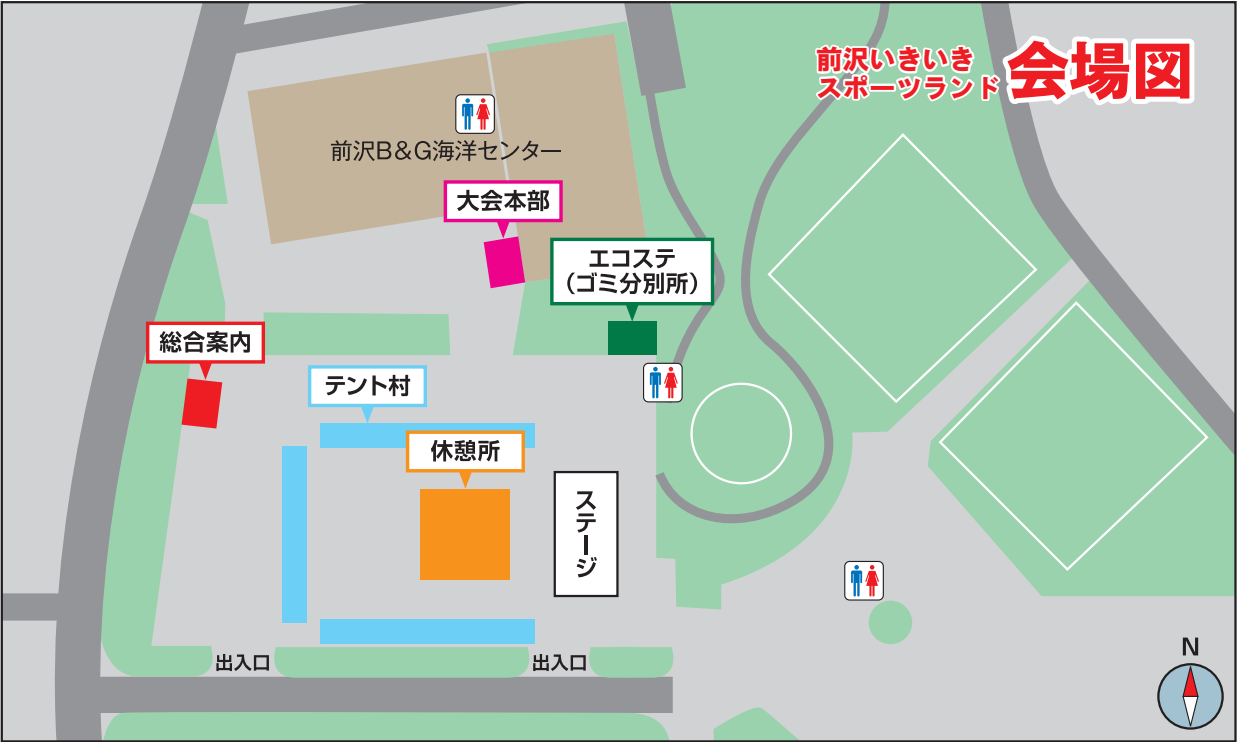 前沢いきいき
スポーツランド
会場図
前沢B&G海洋センター
大会本部
エコステ
(ゴミ分別所)
総合案内
テント村
休憩所
ステージ
出入口
出入口
N